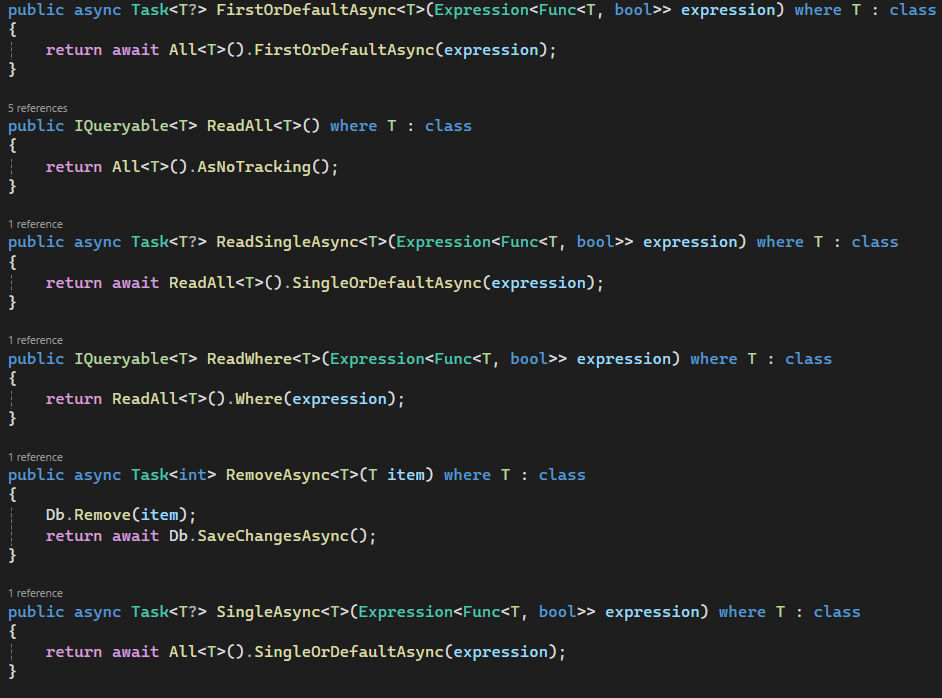 public async Task<T?> FirstOrDefaultAsync<T>(Expression<Func<T, bool>> expression) where T : class
{
    return await All<T>().FirstOrDefaultAsync(expression);
}
5 references
public IQueryable<T> ReadAll<T>() where T : class
{
    return All<T>().AsNoTracking();
}
1 reference
public async Task<T?> ReadSingleAsync<T>(Expression<Func<T, bool>> expression) where T : class
{
    return await ReadAll<T>().SingleOrDefaultAsync(expression);
}
1 reference
public IQueryable<T> ReadWhere<T>(Expression<Func<T, bool>> expression) where T : class
{
    return ReadAll<T>().Where(expression);
}
1 reference
public async Task<int> RemoveAsync<T>(T item) where T : class
{
    Db.Remove(item);
    return await Db.SaveChangesAsync();
}
1 reference
public async Task<T?> SingleAsync<T>(Expression<Func<T, bool>> expression) where T : class
{
    return await All<T>().SingleOrDefaultAsync(expression);
}